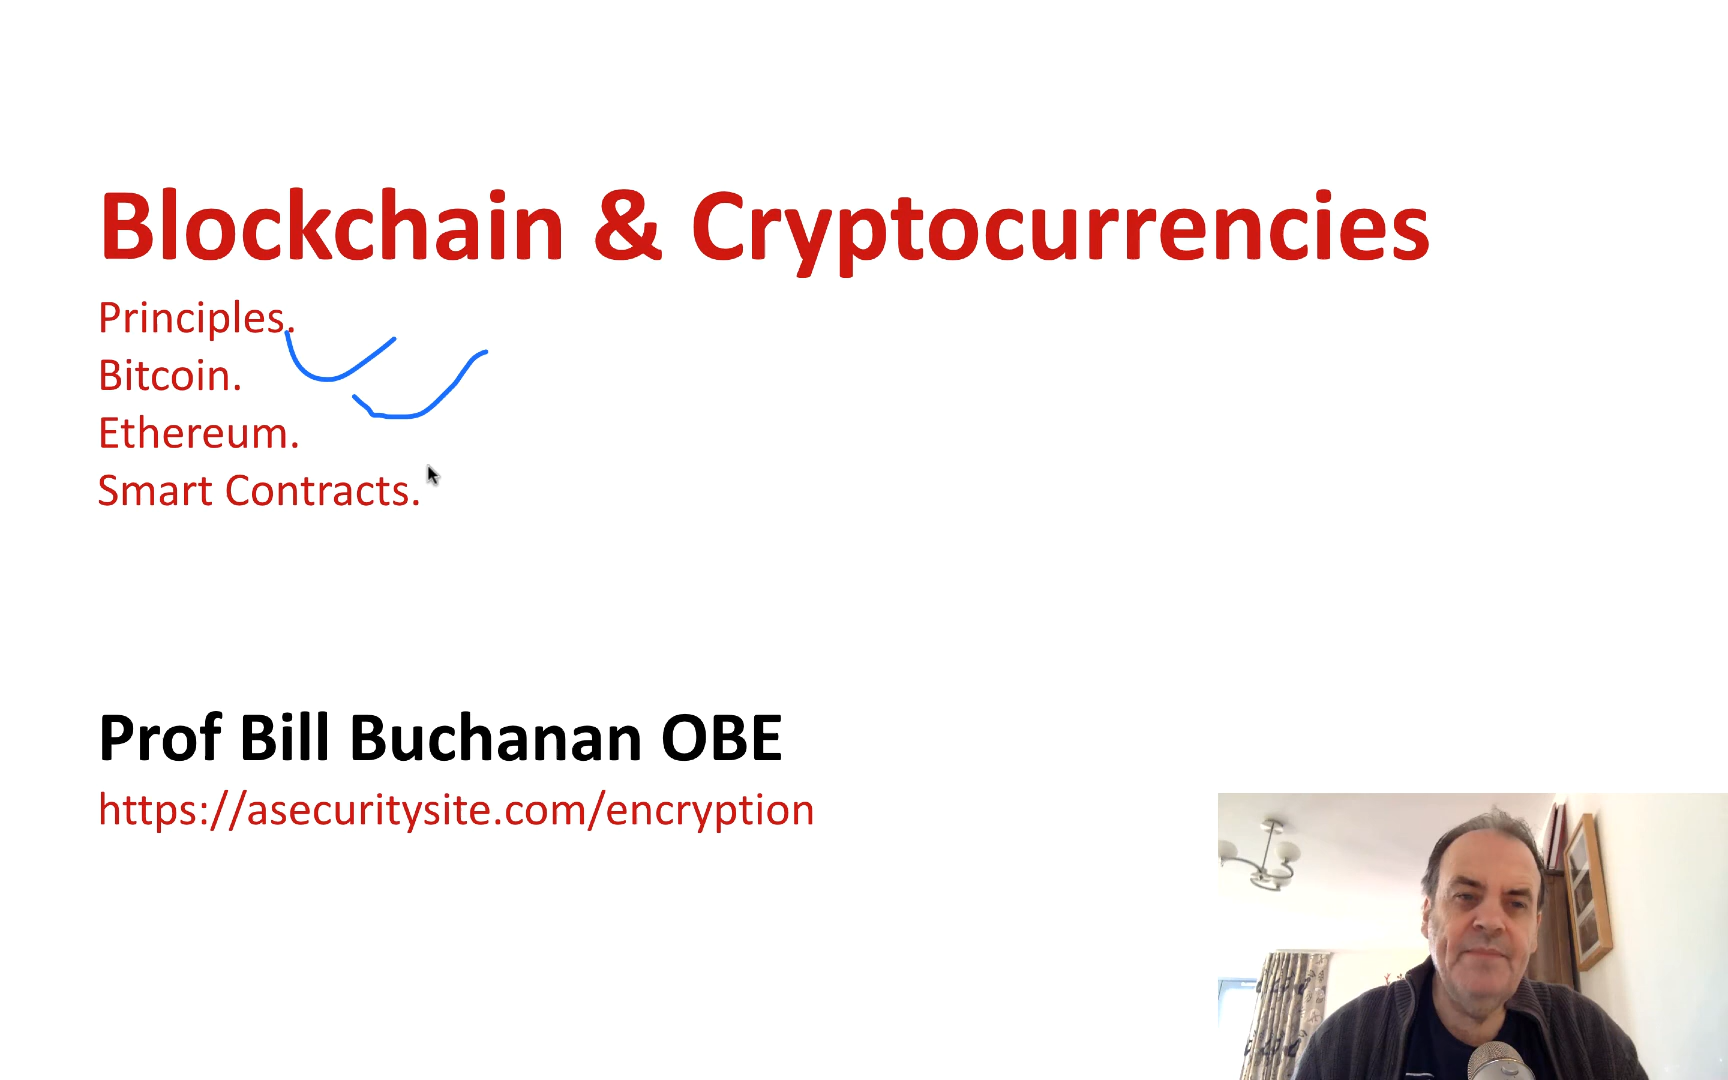 Blockchain & Cryptocurrencies
Principles.
Bitcoin.
Ethereum.
Smart Contracts.
Prof Bill Buchanan OBE
https://asecuritysite.com/encryption